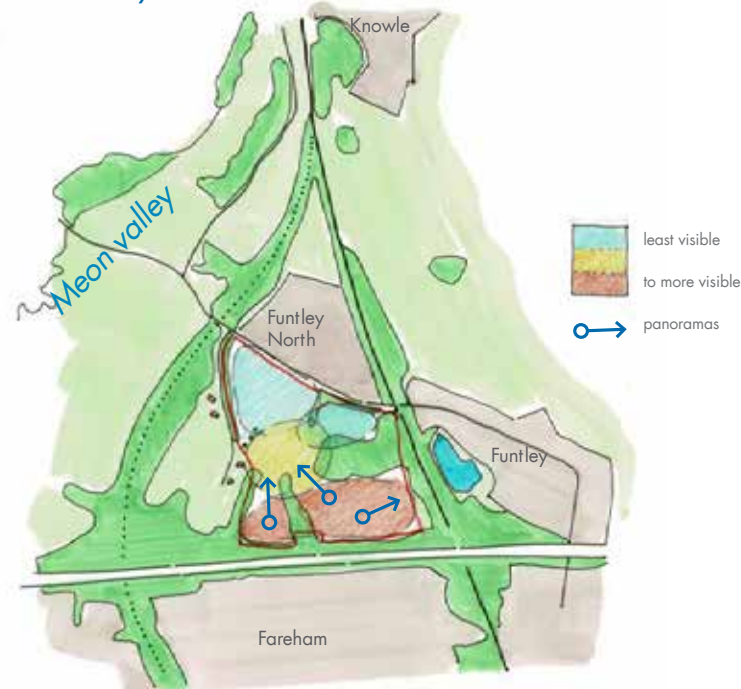 Knowle
Meon valley
least visible
to more visible
panoramas
Funtley
North
Funtley
Fareham